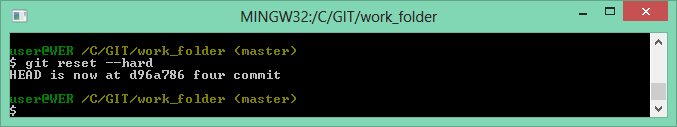 MINGW32:/C/GIT/work_folder
user@WER /C/GIT/work_folder (master)
$ git reset --hard
HEAD is now at d96a786 four commit
user@WER /C/GIT/work_folder (master)
$